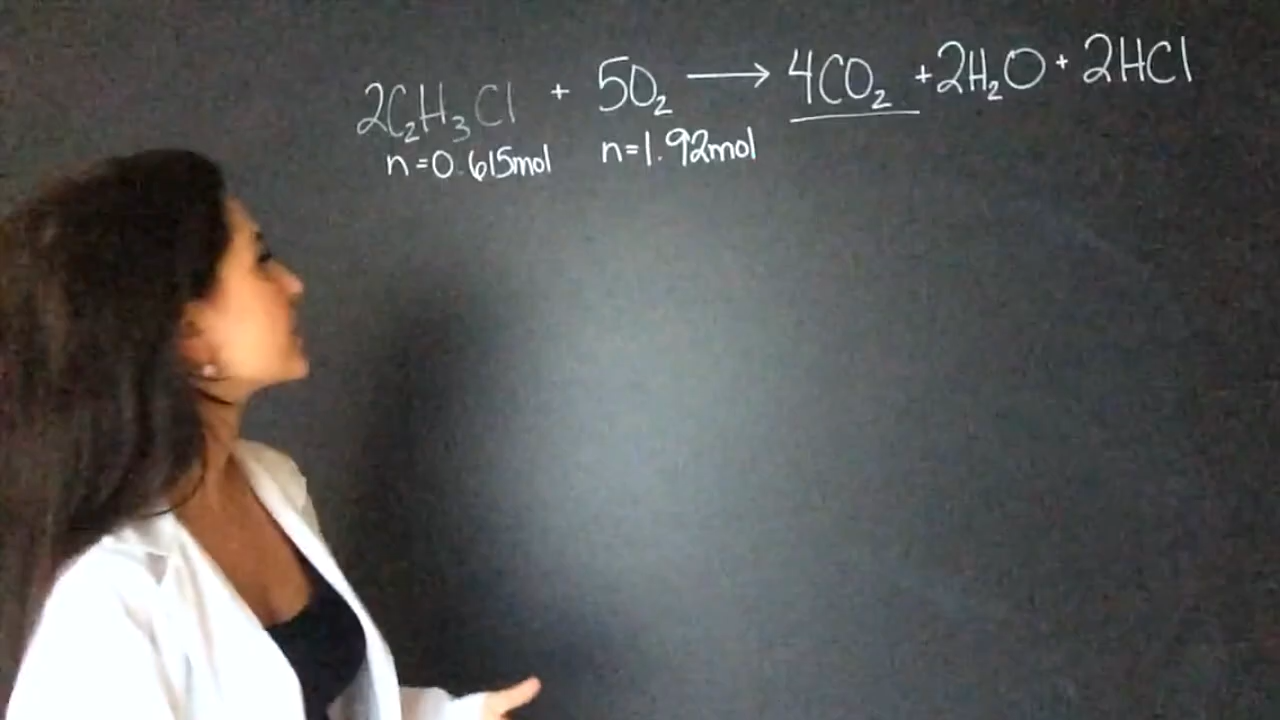 2C₂H₃Cl + 5O₂ → 4CO₂ + 2H₂O + 2HCl
n=0.615mol n=1.92mol